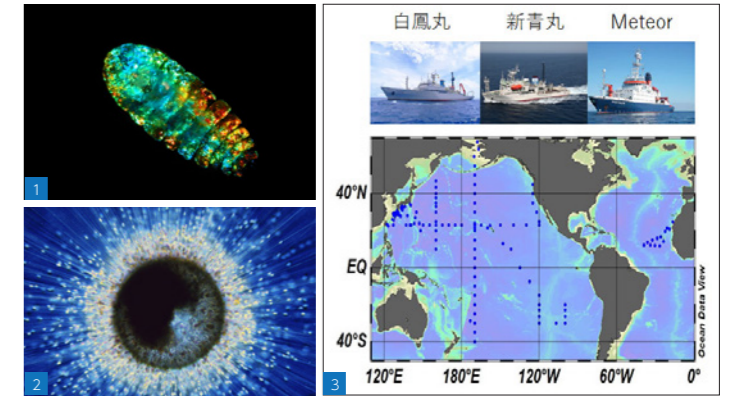 1
2
白鳳丸 新青丸 Meteor
40°N
EQ
40°S
120°E 180°E 120°W 60°W 0°
Ocean Data View
3